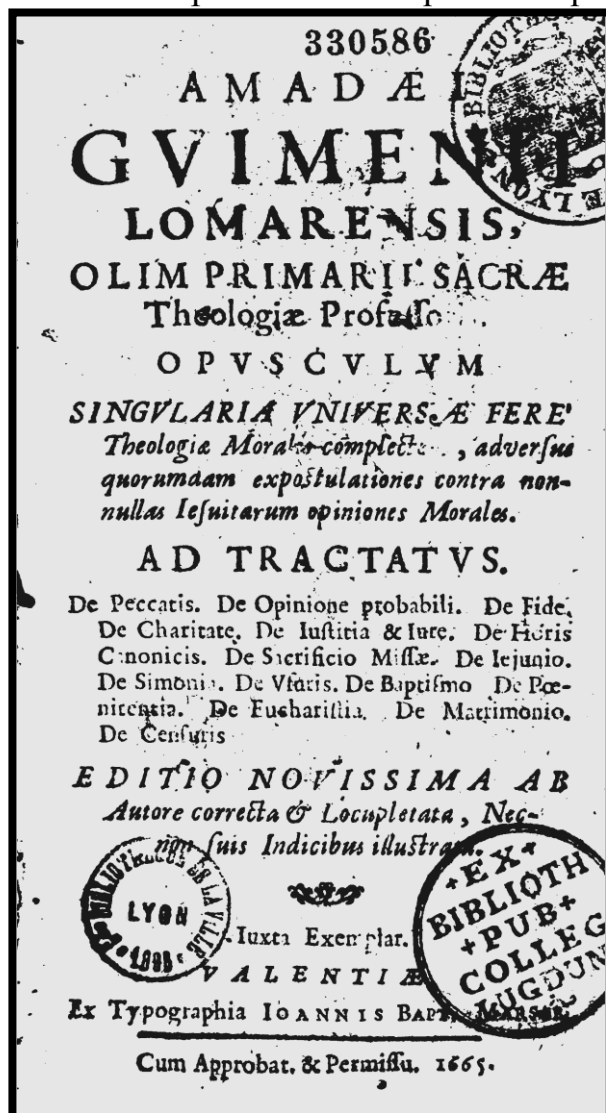 330586
AMADÆI
GVIMENII
LOMARENSIS,
OLIM PRIMARII SACRÆ
Theologiæ
OPVSCVLVM
SINGVLARIA VNIVERSÆ FERE'
Theologiæ , adverſus
quorumdam expoſtulationes contra non-
nullas Ieſuitarum opiniones Morales.
AD TRACTATVS.
De Peccatis. De Opinione probabili. De Fide.
De Charitate. De Iuſtitia & Iure. De Horis
Canonicis. De Sacrificio Miſſæ. De Iejunio.
De Simonia. De Vſuris. De Baptiſmo De Pœ-
nitentia. De Euchariſtia. De Matrimonio.
De Cenſuris
EDITIO NOVISSIMA AB
Autore correcta & Locupletata, Nec-
non ſuis Indicibus
BIBLIOTHEQUE DE LA VILLE
LYON
Iuxta Exemplar.
VALENTIÆ
Ex Typographia IOANNIS BAPT.
+EX+
BIBLIOTH
+PUB+
COLLEG
LUGDUN
Cum Approbat. & Permiſſu. 1665.